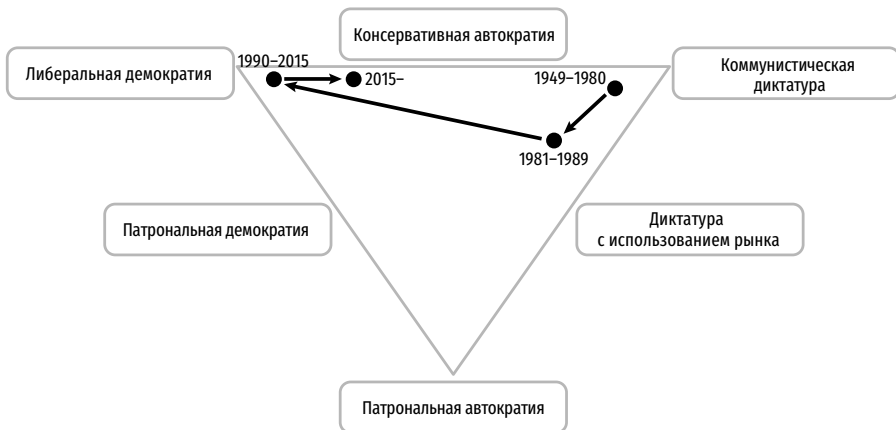 Консервативная автократия
1990–2015
Либеральная демократия
2015–
1949–1980
Коммунистическая
диктатура
1981–1989
Патрональная демократия
Диктатура
с использованием рынка
Патрональная автократия